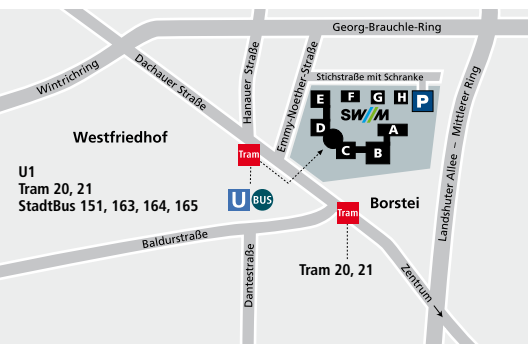 Georg-Brauchle-Ring
Wintrichring
Dachauer Straße
Hanauer Straße
Emmy-Noether-Straße
Stichstraße mit Schranke
E
F
G
H
P
SW//M
D
A
C
B
Landshuter Allee – Mittlerer Ring
Westfriedhof
Tram
U1
Tram 20, 21
StadtBus 151, 163, 164, 165
U
BUS
Borstei
Tram
Baldurstraße
Dantestraße
Tram 20, 21
Zentrum →